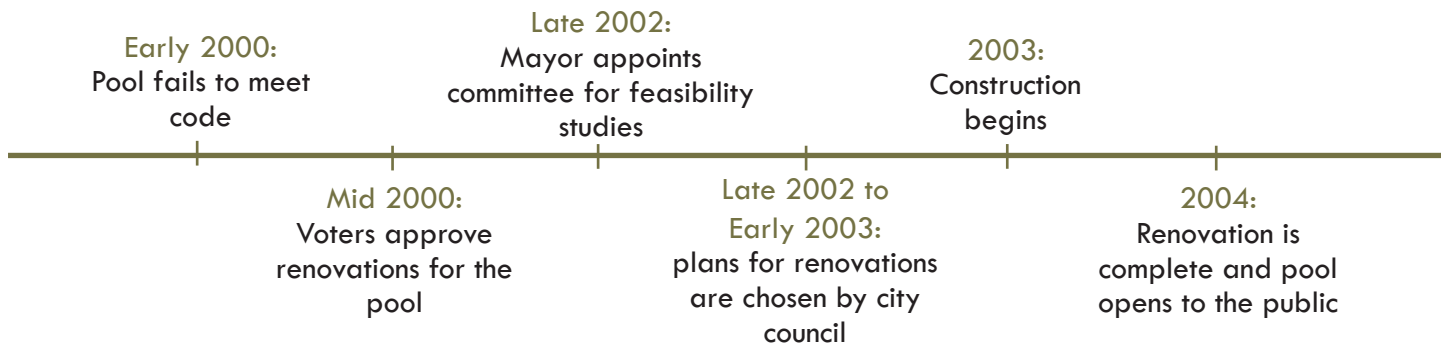 Early 2000:
Pool fails to meet
code
Mid 2000:
Voters approve
renovations for the
pool
Late 2002:
Mayor appoints
committee for feasibility
studies
Late 2002 to
Early 2003:
plans for renovations
are chosen by city
council
2003:
Construction
begins
2004:
Renovation is
complete and pool
opens to the public